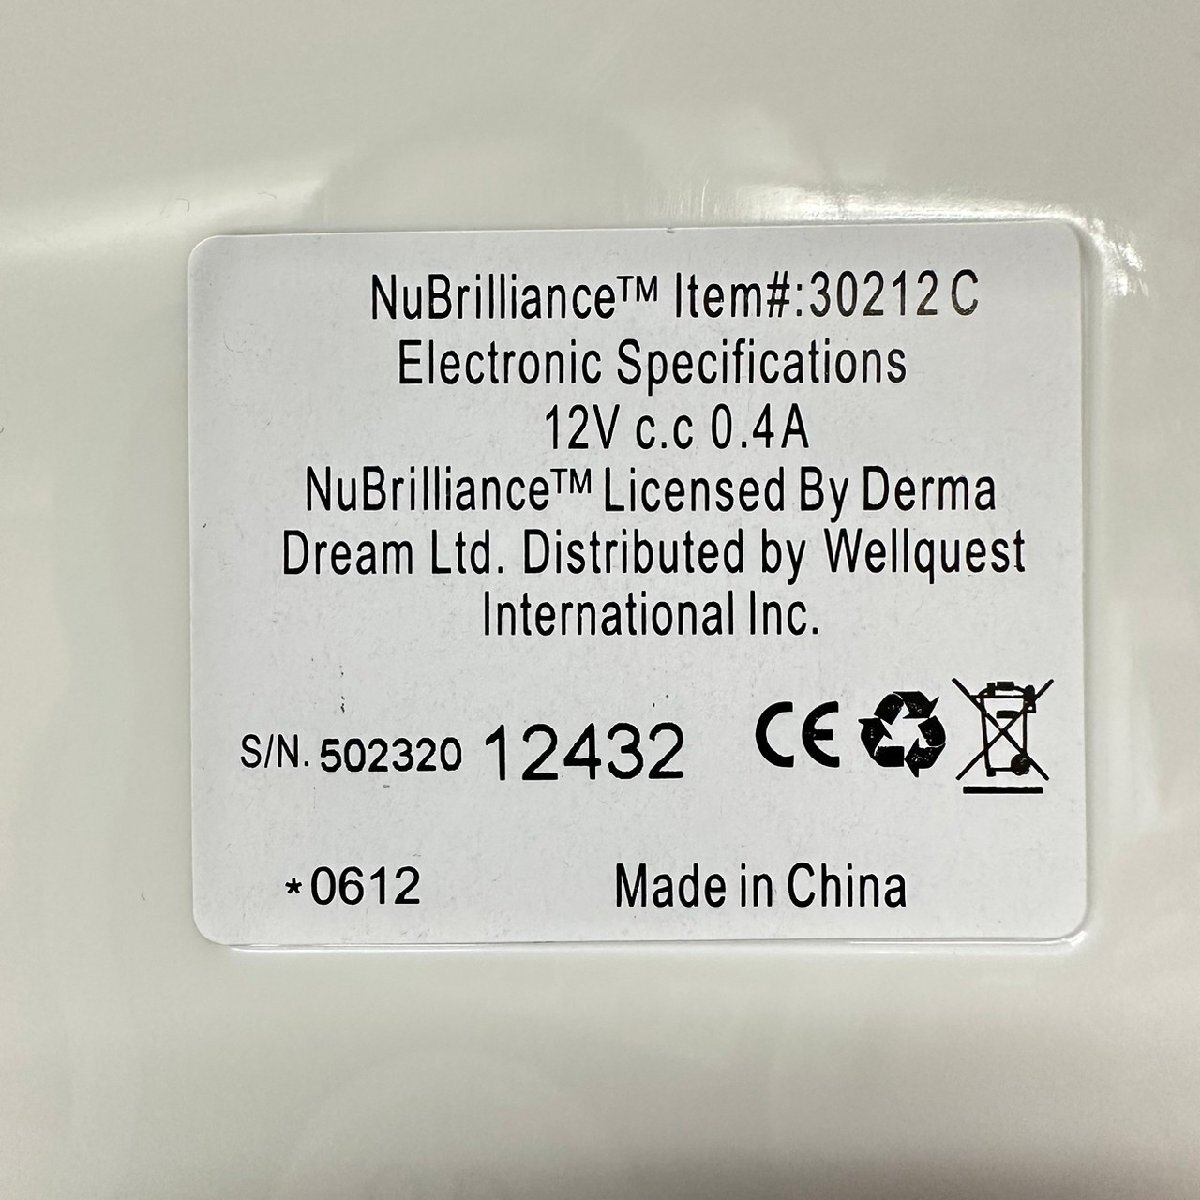 NuBrilliance™ Item#:30212 C
Electronic Specifications
12V c.c 0.4A
NuBrilliance™ Licensed By Derma
Dream Ltd. Distributed by Wellquest
International Inc.
S/N. 502320 12432 CE
*0612 Made in China